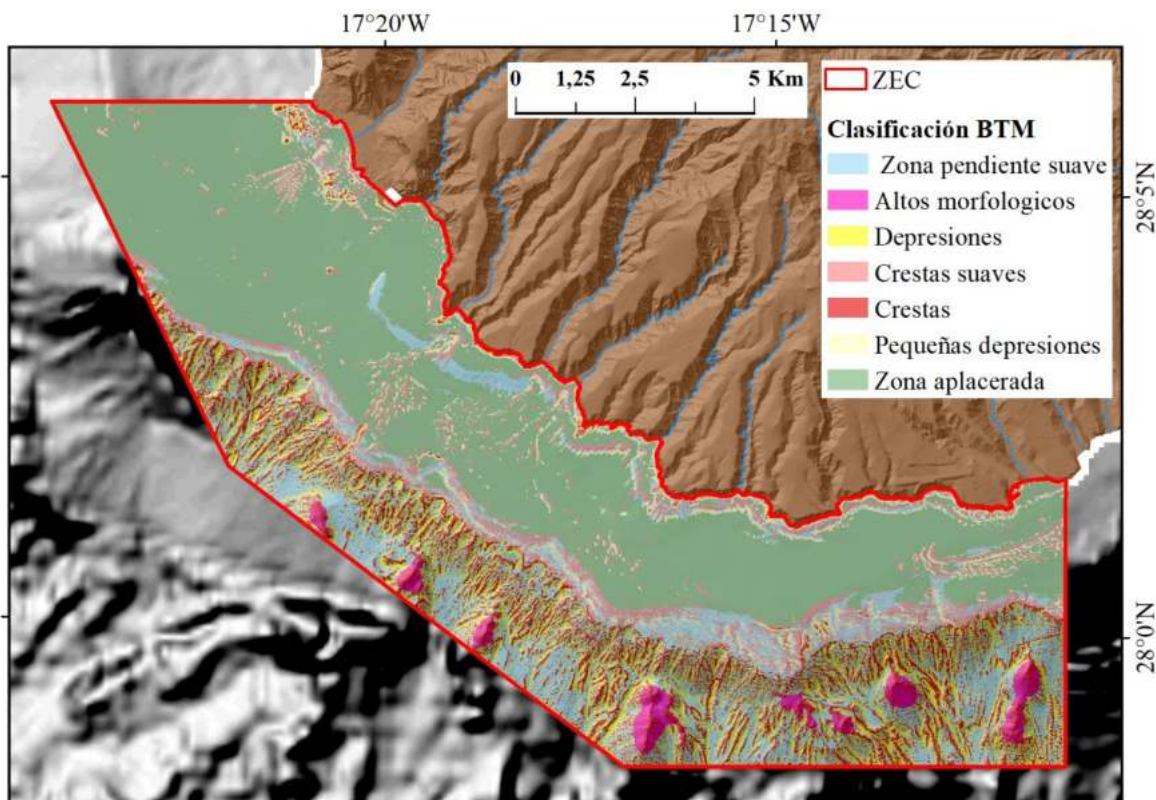 17°20'W
17°15'W
0 1,25 2,5 5 Km
ZEC
Clasificación BTM
Zona pendiente suave
Altos morfologicos
Depresiones
Crestas suaves
Crestas
Pequeñas depresiones
Zona aplacerada
28°5'N
28°0'N